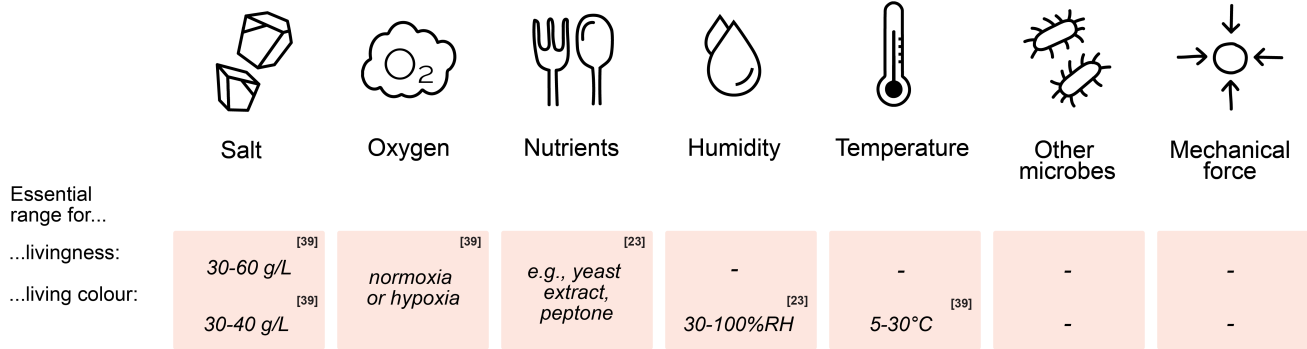 O2
Salt
Oxygen
Nutrients
Humidity
Temperature
Other
microbes
Mechanical
force
Essential
range for...
...livingness:
...living colour:
[39]
30-60 g/L
[39]
30-40 g/L
[39]
normoxia
or hypoxia
[23]
e.g., yeast
extract,
peptone
-
[23]
30-100%RH
-
[39]
5-30°C
-
-
-
-